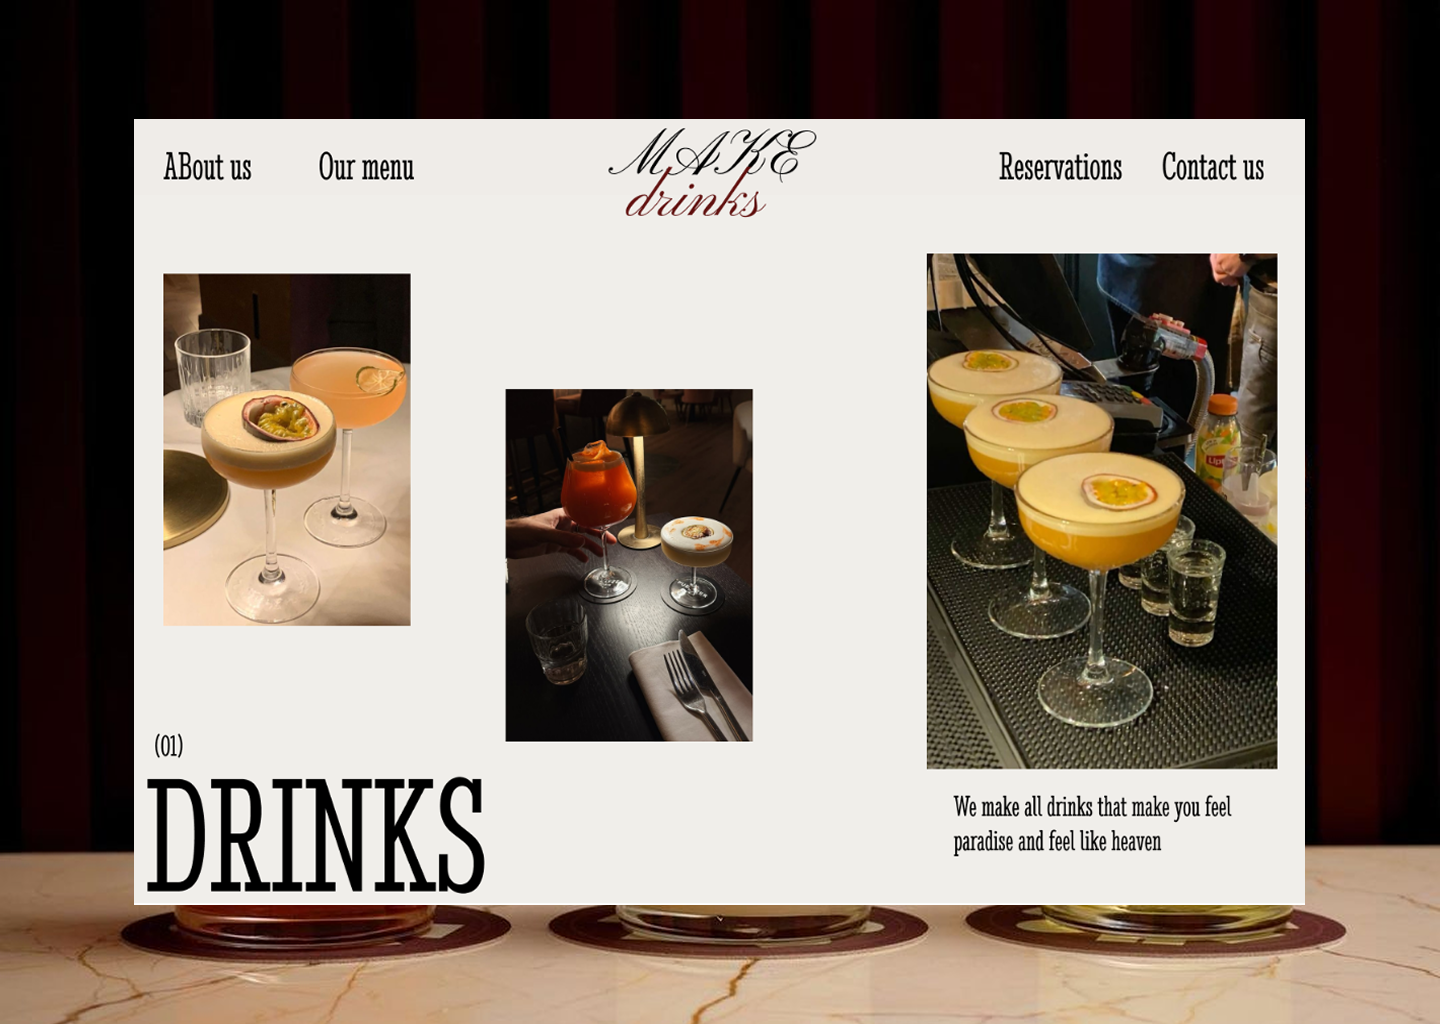 ABout us Our menu MAKE Reservations Contact us
drinks
(01)
DRINKS
We make all drinks that make you feel
paradise and feel like heaven